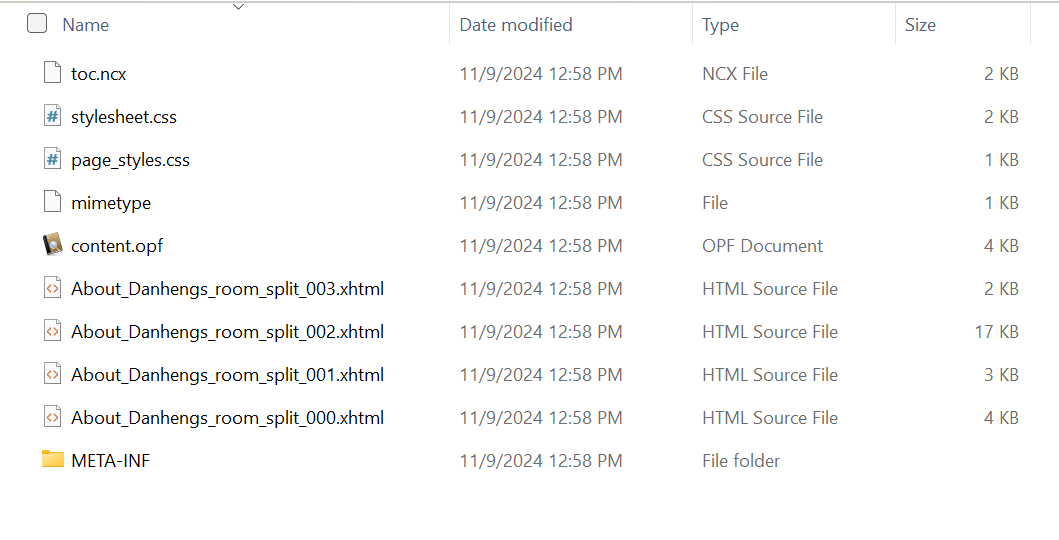 Name Date modified Type Size
toc.ncx 11/9/2024 12:58 PM NCX File 2 KB
stylesheet.css 11/9/2024 12:58 PM CSS Source File 2 KB
page_styles.css 11/9/2024 12:58 PM CSS Source File 1 KB
mimetype 11/9/2024 12:58 PM File 1 KB
content.opf 11/9/2024 12:58 PM OPF Document 4 KB
About_Danhengs_room_split_003.xhtml 11/9/2024 12:58 PM HTML Source File 2 KB
About_Danhengs_room_split_002.xhtml 11/9/2024 12:58 PM HTML Source File 17 KB
About_Danhengs_room_split_001.xhtml 11/9/2024 12:58 PM HTML Source File 3 KB
About_Danhengs_room_split_000.xhtml 11/9/2024 12:58 PM HTML Source File 4 KB
META-INF 11/9/2024 12:58 PM File folder